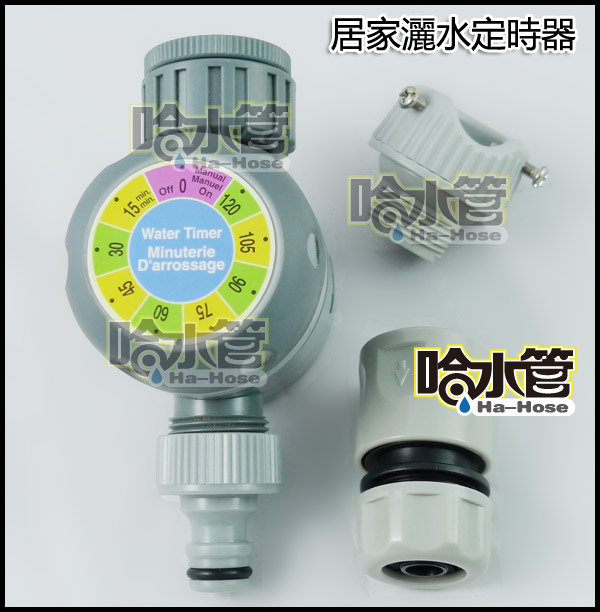 居家灑水定時器
哈水管
Ha-Hose
哈水管
Ha-Hose
Off 0 Manual Manuel On
15 min. min.
120
30
105
45
90
60
75
Water Timer
Minuterie
D'arrossage
哈水管
Ha-Hose
哈水管
Ha-Hose